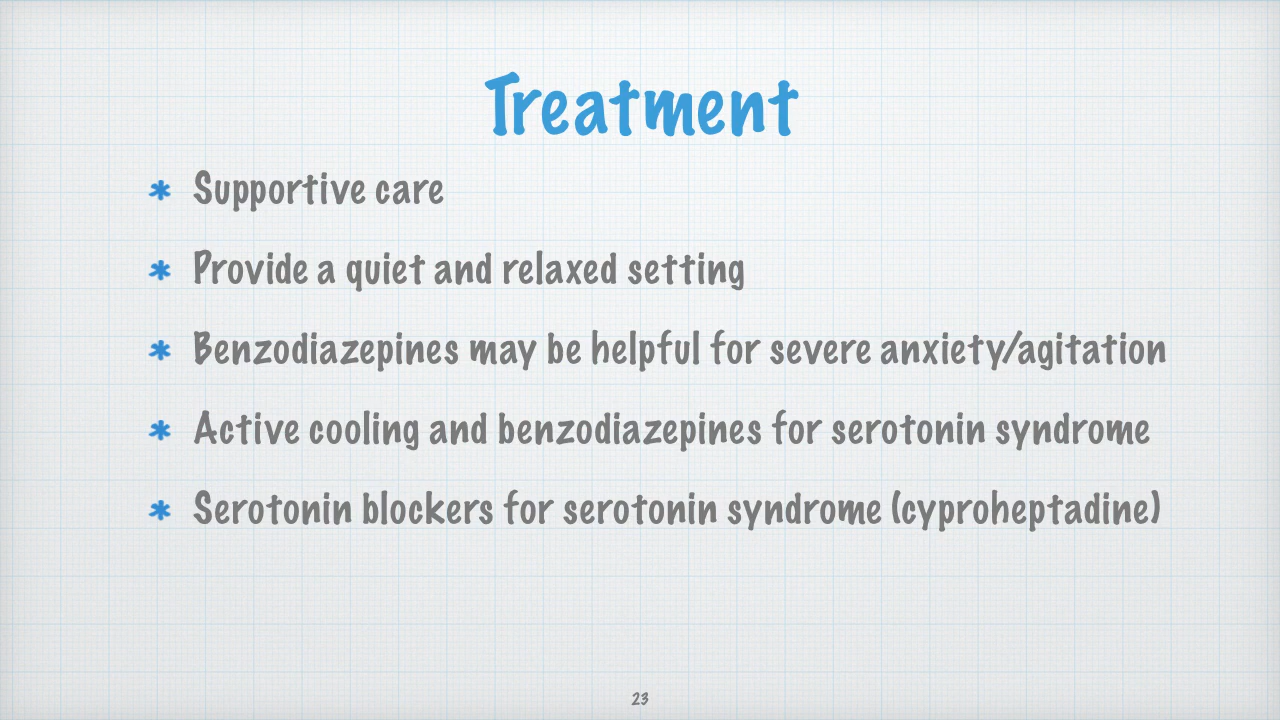 Treatment
Supportive care
Provide a quiet and relaxed setting
Benzodiazepines may be helpful for severe anxiety/agitation
Active cooling and benzodiazepines for serotonin syndrome
Serotonin blockers for serotonin syndrome (cyproheptadine)
23